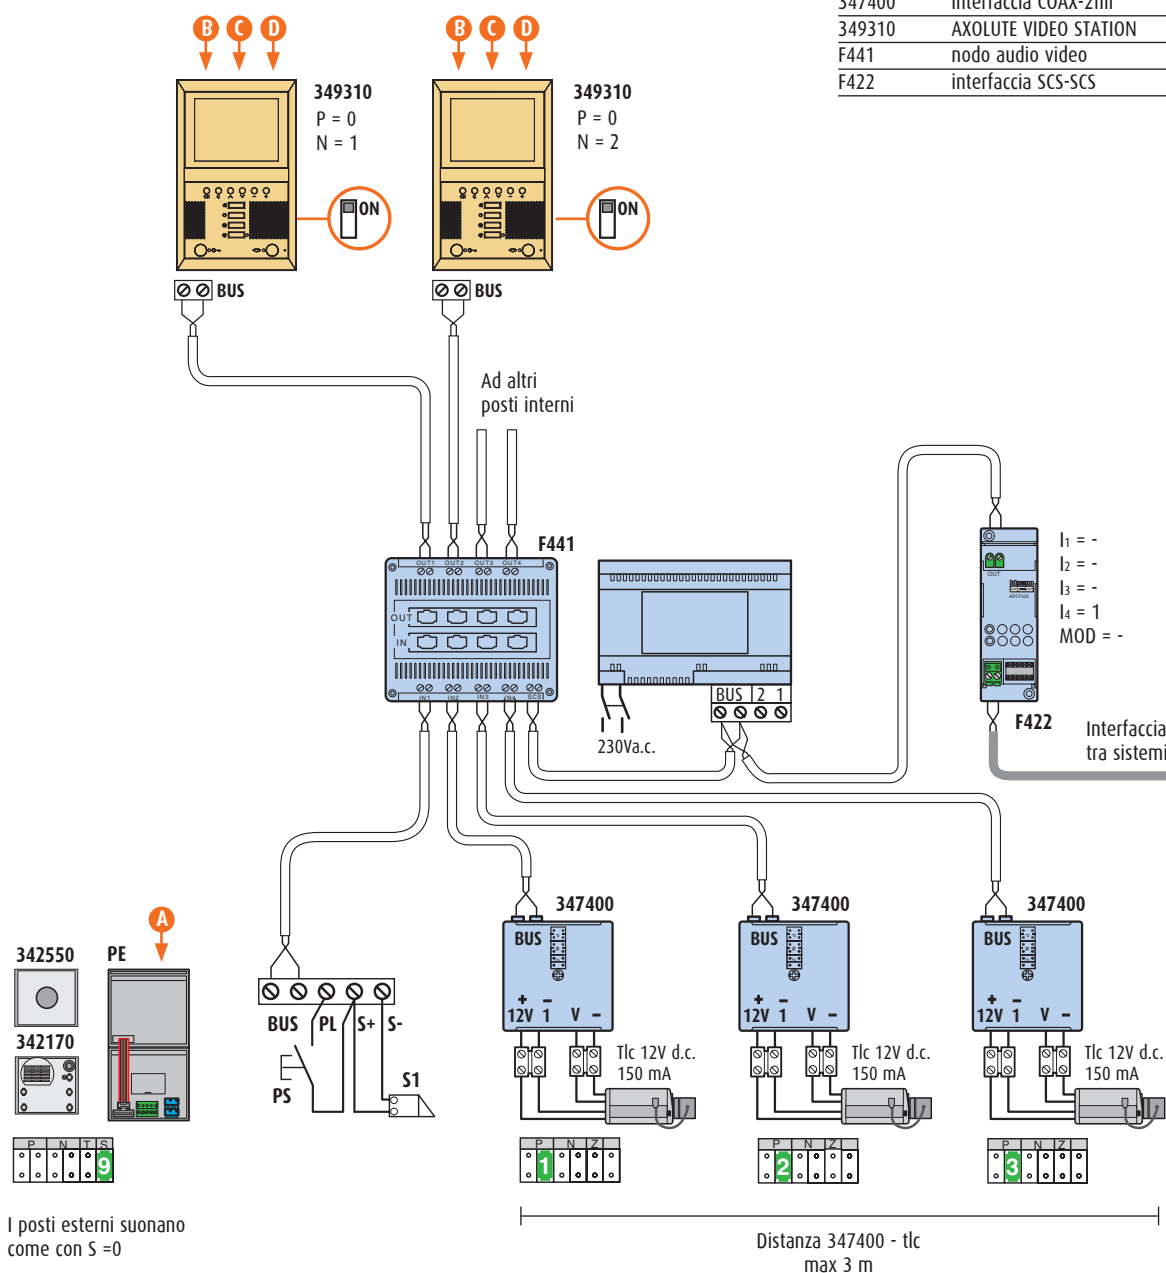 347400 interfaccia COAX-2fili
349310 AXOLUTE VIDEO STATION
F441 nodo audio video
F422 interfaccia SCS-SCS
B C D
B C D
349310
P = 0
N = 1
ON
349310
P = 0
N = 2
ON
BUS
BUS
Ad altri
posti interni
F441
OUT1 OUT2 OUT3 OUT4
OUT
IN
IN1 IN2 IN3 IN4 SCS
BUS 2 1
230Va.c.
OUT
bticino
ART.F422
I1 = -
I2 = -
I3 = -
I4 = 1
MOD = -
F422
Interfaccia
tra sistemi
A
342550
PE
342170
BUS PL S+ S-
PS
S1
347400
BUS
+ –
12V 1 V –
Tlc 12V d.c.
150 mA
347400
BUS
+ –
12V 1 V –
Tlc 12V d.c.
150 mA
347400
BUS
+ –
12V 1 V –
Tlc 12V d.c.
150 mA
P N T S
9
P N Z
1
P N Z
2
P N Z
3
I posti esterni suonano
come con S =0
Distanza 347400 - tlc
max 3 m